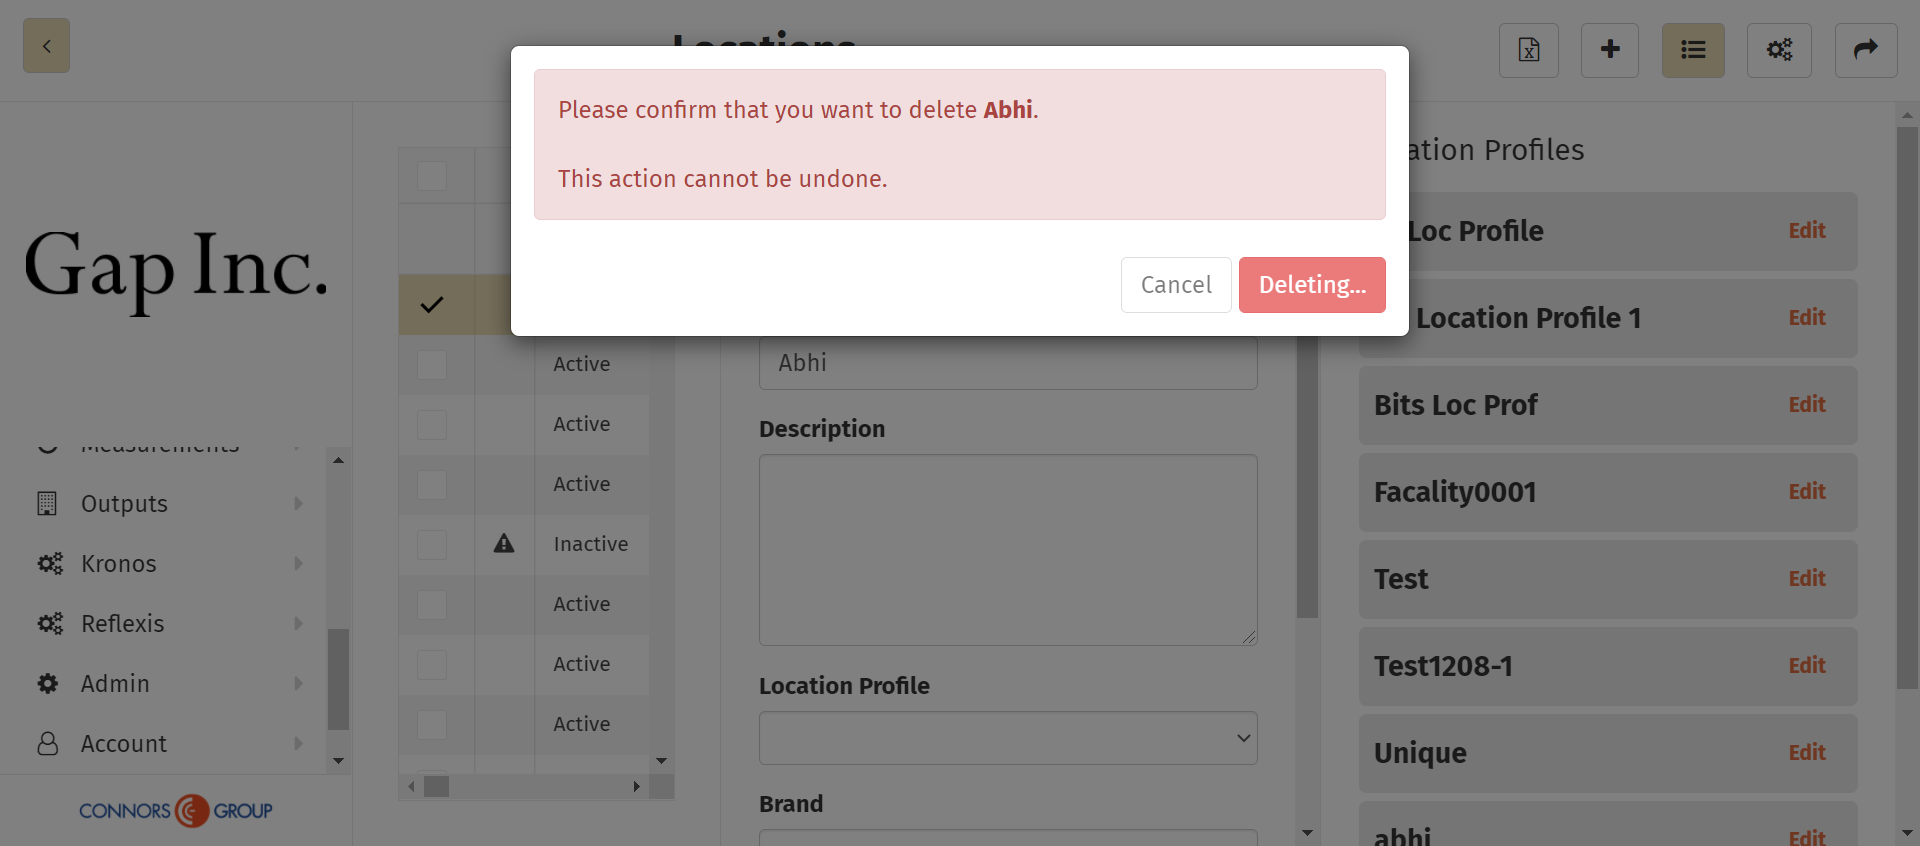 Locations
Please confirm that you want to delete Abhi.
This action cannot be undone.
Cancel
Deleting...
Gap Inc.
Measurements
Outputs
Kronos
Reflexis
Admin
Account
CONNORS GROUP
Active
Active
Active
Inactive
Active
Active
Active
Abhi
Description
Location Profile
Brand
ation Profiles
Loc Profile Edit
Location Profile 1 Edit
Bits Loc Prof Edit
Facality0001 Edit
Test Edit
Test1208-1 Edit
Unique Edit
abhi Edit